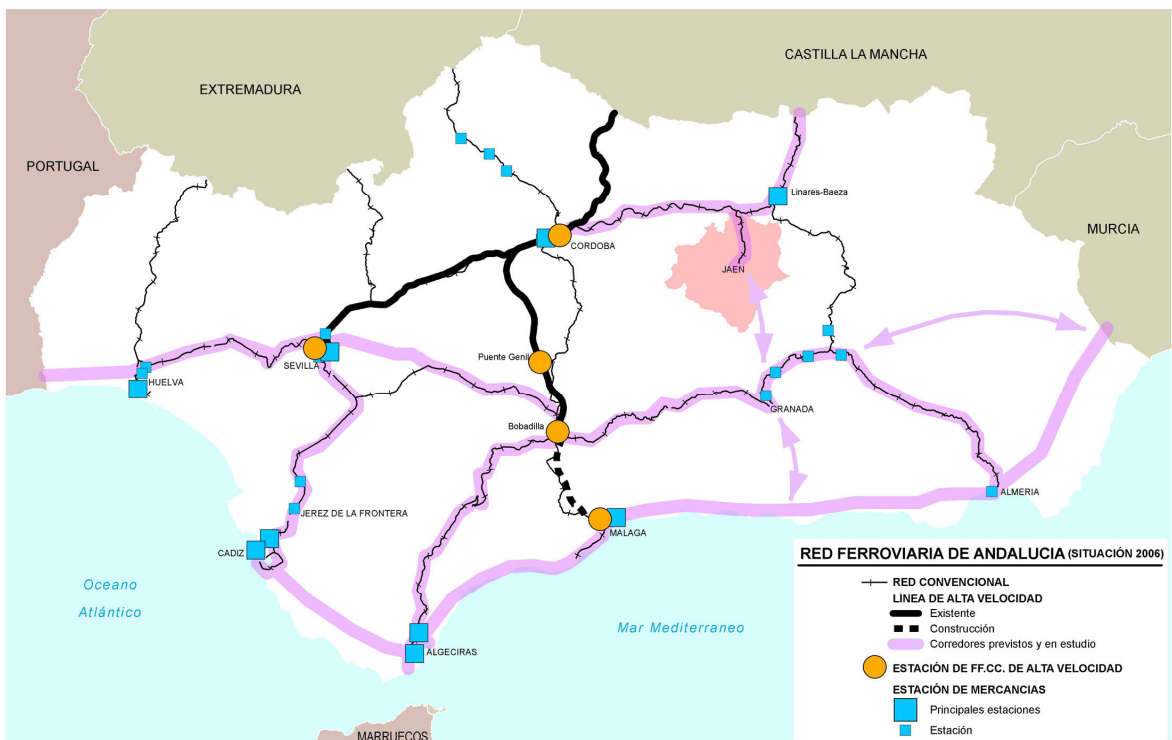 CASTILLA LA MANCHA
EXTREMADURA
PORTUGAL
Linares-Baeza
MURCIA
CORDOBA
JAEN
SEVILLA
Puente Genil
HUELVA
GRANADA
Bobadilla
ALMERIA
JEREZ DE LA FRONTERA
MALAGA
CADIZ
Oceano
Atlántico
Mar Mediterraneo
ALGECIRAS
MARRUECOS
RED FERROVIARIA DE ANDALUCIA (SITUACIÓN 2006)
RED CONVENCIONAL
LÍNEA DE ALTA VELOCIDAD
Existente
Construcción
Corredores previstos y en estudio
ESTACIÓN DE FF.CC. DE ALTA VELOCIDAD
ESTACIÓN DE MERCANCIAS
Principales estaciones
Estación